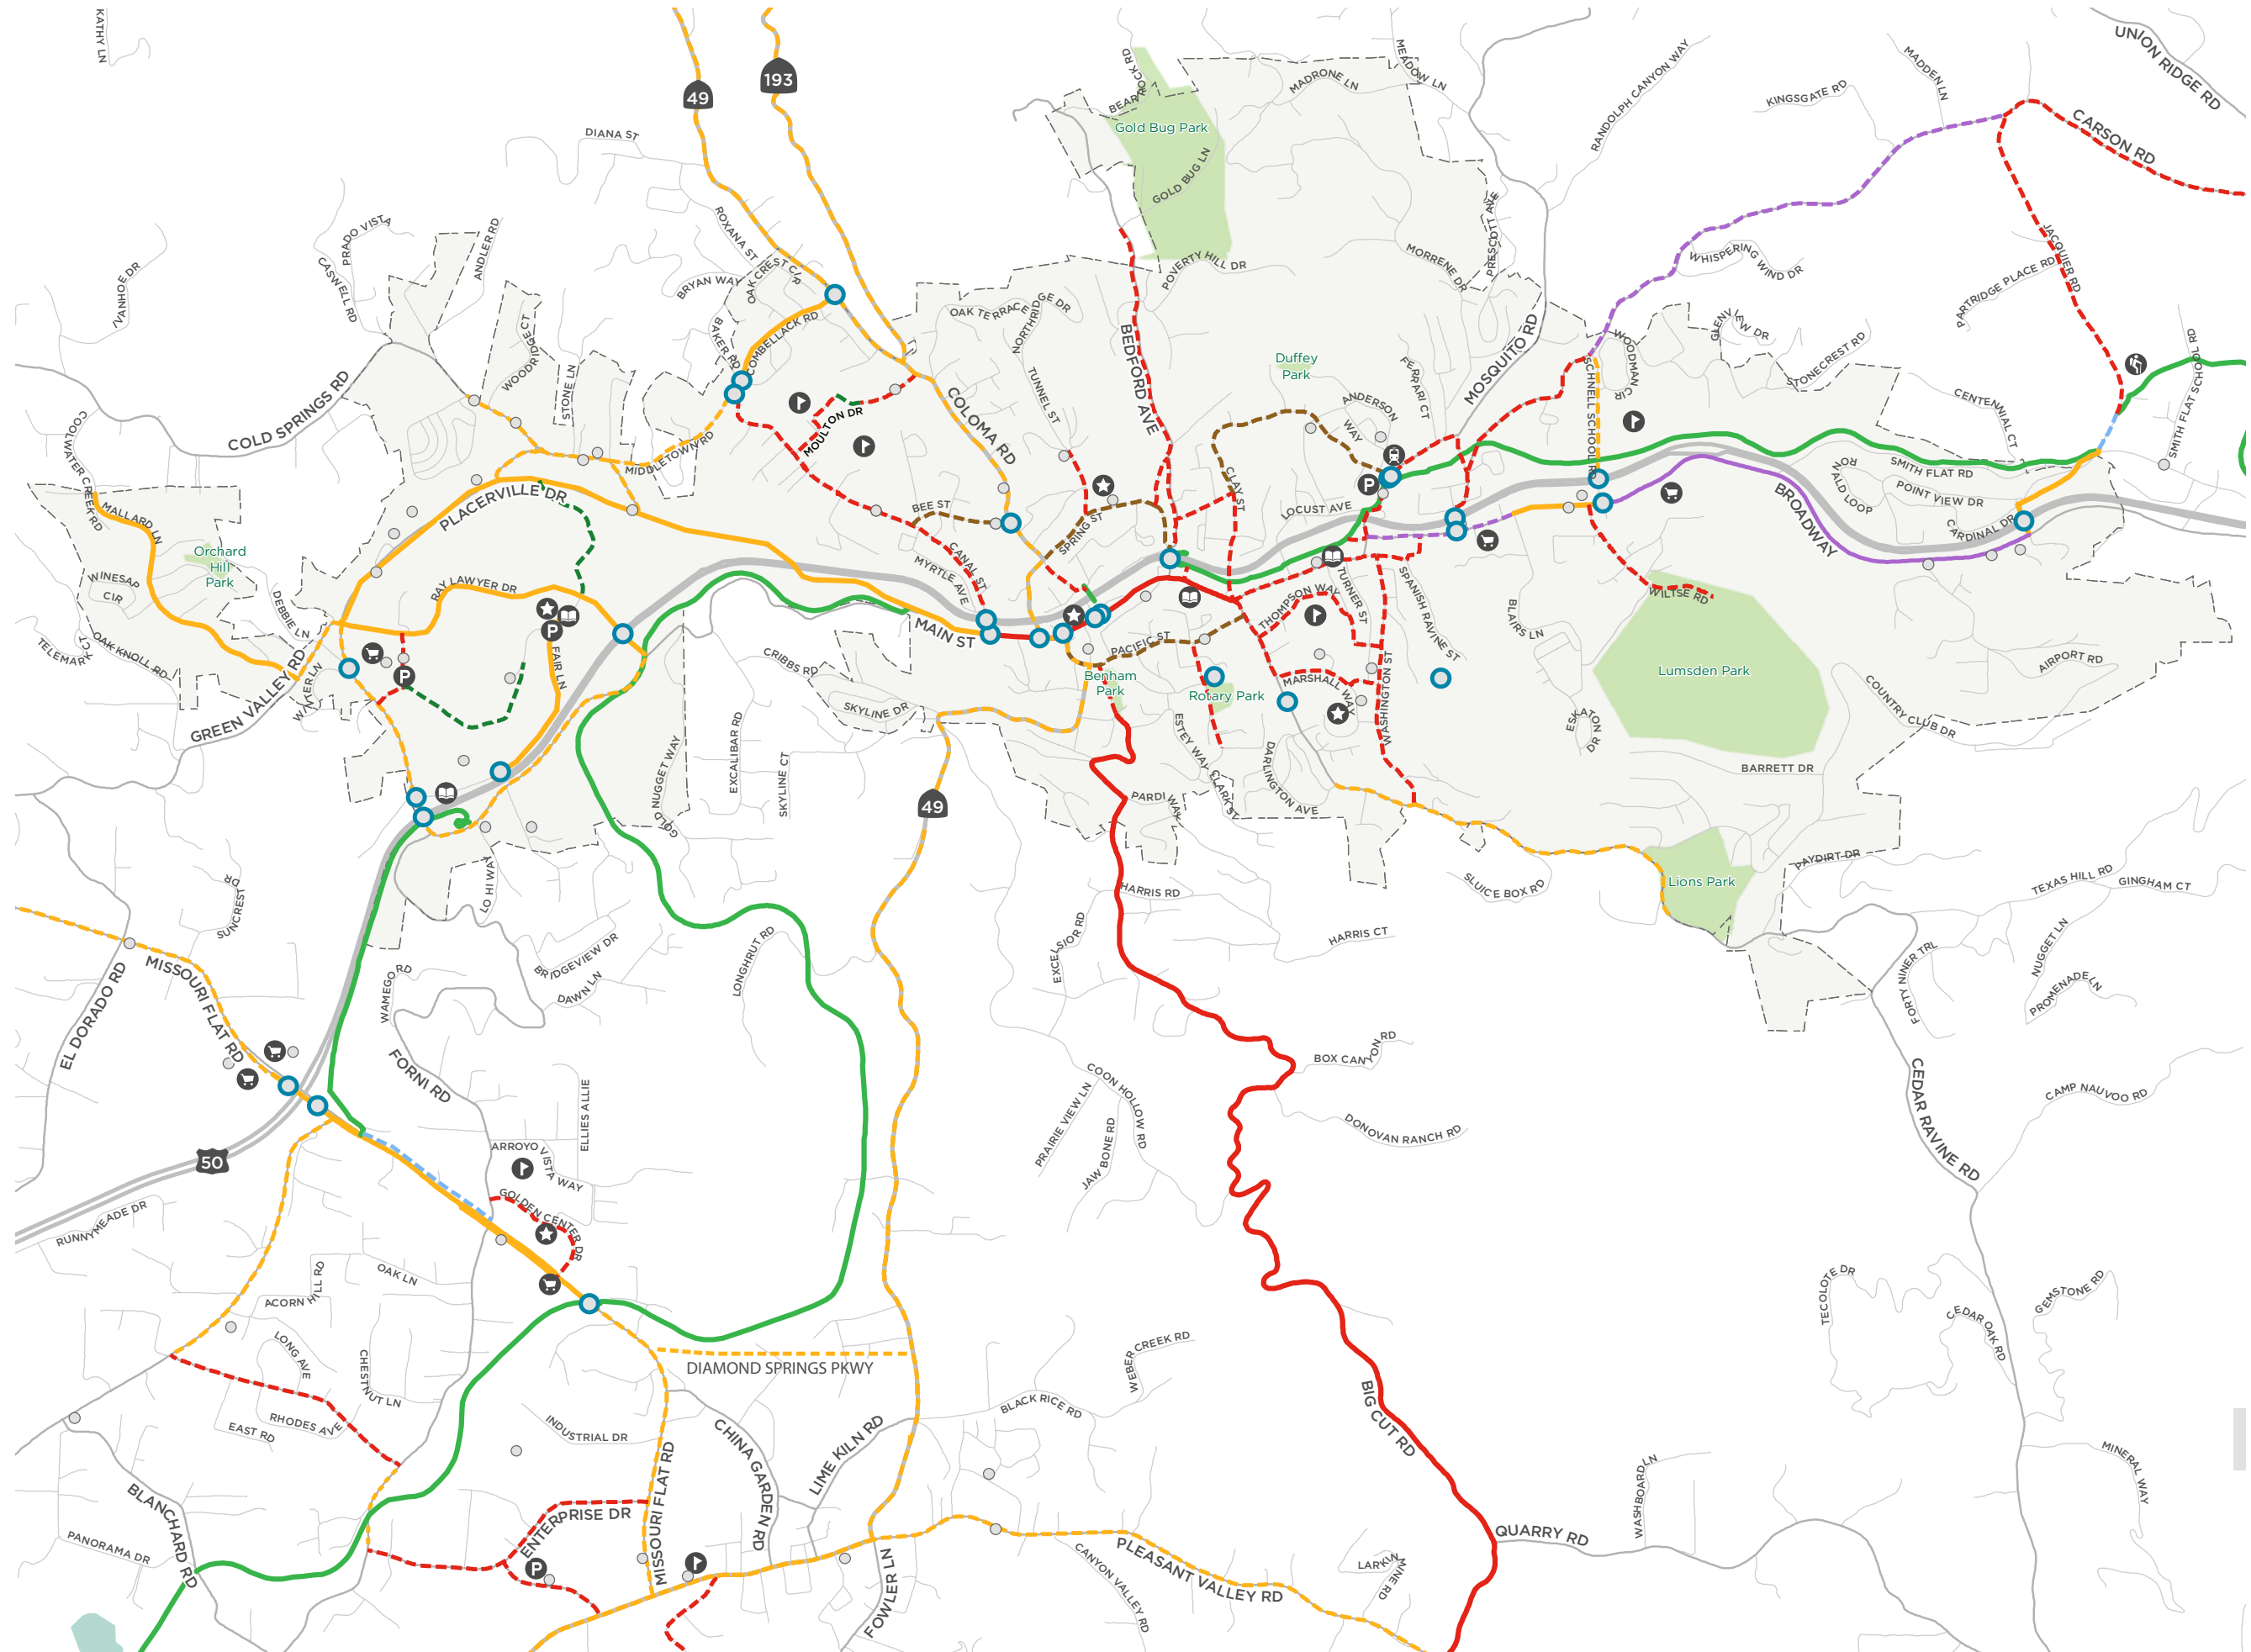 KATHY LN
49
193
BEAR ROCK RD
MADRONE LN
MEADOW LN
RANDOLPH CANYON WAY
KINGSGATE RD
MADDEN LN
UNION RIDGE RD
CARSON RD
DIANA ST
Gold Bug Park
GOLD BUG LN
PRADO VISTA
CASWELL RD
ANDLER RD
IVANHOE DR
ROXANA ST
BRYAN WAY
OAK CREST CIR
BAKER RD
COMBELLACK RD
OAK TERRACE
NORTHRIDGE DR
POVERTY HILL DR
MORRENE DR
PRESCOTT AVE
WHISPERING WIND DR
PARTRIDGE PLACE RD
JACQUIER RD
WOODRIDGE CT
STONE LN
TUNNEL ST
BEDFORD AVE
Duffey
Park
FERRARI CT
MOSQUITO RD
SCHNELL SCHOOL RD
WOODMAN CIR
GLENVIEW DR
STONECREST RD
SMITH FLAT SCHOOL RD
COLD SPRINGS RD
COOLWATER CREEK RD
MIDDLETOWN RD
MOULTON DR
COLOMA RD
ANDERSON
WAY
CENTENNIAL CT
CLAY ST
LOCUST AVE
PLACERVILLE DR
MALLARD LN
BEE ST
SPRING ST
CANAL ST
MYRTLE AVE
BROADWAY
RONALD LOOP
SMITH FLAT RD
POINT VIEW DR
CARDINAL DR
Orchard
Hill
Park
WINESAP
CIR
DEBBIE LN
RAY LAWYER DR
FAIR LN
MAIN ST
THOMPSON WAY
TURNER ST
SPANISH RAVINE ST
BLAIRS LN
WILTSE RD
TELEMARK CT
OAK KNOLL RD
GREEN VALLEY RD
CRIBBS RD
SKYLINE DR
PACIFIC ST
Benham
Park
Rotary Park
MARSHALL WAY
WASHINGTON ST
Lumsden Park
AIRPORT RD
COUNTRY CLUB DR
ESKATON DR
BARRETT DR
GOLD NUGGET WAY
EXCALIBAR RD
SKYLINE CT
49
ESTEY WAY
CLARK ST
DARLINGTON AVE
PARDI WAY
LO HI WAY
HARRIS RD
SLUICE BOX RD
Lions Park
PAYDIRT DR
TEXAS HILL RD
GINGHAM CT
SUNCREST DR
EL DORADO RD
MISSOURI FLAT RD
WAMEGO RD
BRIDGEVIEW DR
DAWN LN
LONGHRUT RD
EXCELSIOR RD
HARRIS CT
FORTY NINER TRL
NUGGET LN
PROMENADE LN
FORNI RD
ELLIES ALLIE
BOX CANYON RD
PRAIRIE VIEW LN
COON HOLLOW RD
JAW BONE RD
DONOVAN RANCH RD
CAMP NAUVOO RD
CEDAR RAVINE RD
50
ARROYO VISTA WAY
GOLDEN CENTER DR
RUNNYMEADE DR
OAK LN
ACORN HILL RD
LONG AVE
CHESTNUT LN
RHODES AVE
EAST RD
TECOLOTE DR
GEMSTONE RD
CEDAR OAK RD
WEBER CREEK RD
DIAMOND SPRINGS PKWY
BLACK RICE RD
BIG CUT RD
INDUSTRIAL DR
MISSOURI FLAT RD
CHINA GARDEN RD
LIME KILN RD
BLANCHARD RD
PANORAMA DR
ENTERPRISE DR
FOWLER LN
PLEASANT VALLEY RD
CANYON VALLEY RD
LARKIN MINE RD
QUARRY RD
WASHBOARD LN
MINERAL WAY